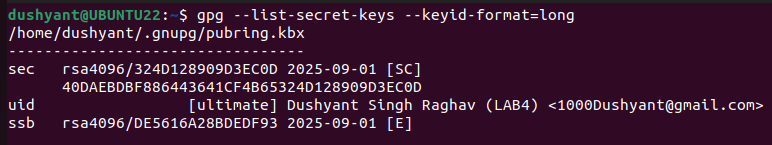 dushyant@UBUNTU22:~$ gpg --list-secret-keys --keyid-format=long
/home/dushyant/.gnupg/pubring.kbx
---------------------------------
sec   rsa4096/324D128909D3EC0D 2025-09-01 [SC]
      40DAEBDBF886443641CF4B65324D128909D3EC0D
uid                 [ultimate] Dushyant Singh Raghav (LAB4) <1000Dushyant@gmail.com>
ssb   rsa4096/DE5616A28BDEDF93 2025-09-01 [E]